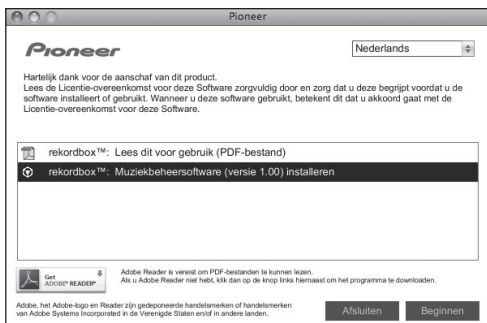 Pioneer
Pioneer
Nederlands
Hartelijk dank voor de aanschaf van dit product.
Lees de Licentie-overeenkomst voor deze Software zorgvuldig door en zorg dat u deze begrijpt voordat u de
software installeert of gebruikt. Wanneer u deze software gebruikt, betekent dit dat u akkoord gaat met de
Licentie-overeenkomst voor deze Software.
rekordbox™: Lees dit voor gebruik (PDF-bestand)
rekordbox™: Muziekbeheersoftware (versie 1.00) installeren
Get
ADOBE® READER®
Adobe Reader is vereist om PDF-bestanden te kunnen lezen.
Als u Adobe Reader niet hebt, klik dan op de knop links hiernaast om het programma te downloaden.
Adobe, het Adobe-logo en Reader zijn gedeponeerde handelsmerken of handelsmerken
van Adobe Systems Incorporated in de Verenigde Staten en/of in andere landen.
Afsluiten
Beginnen